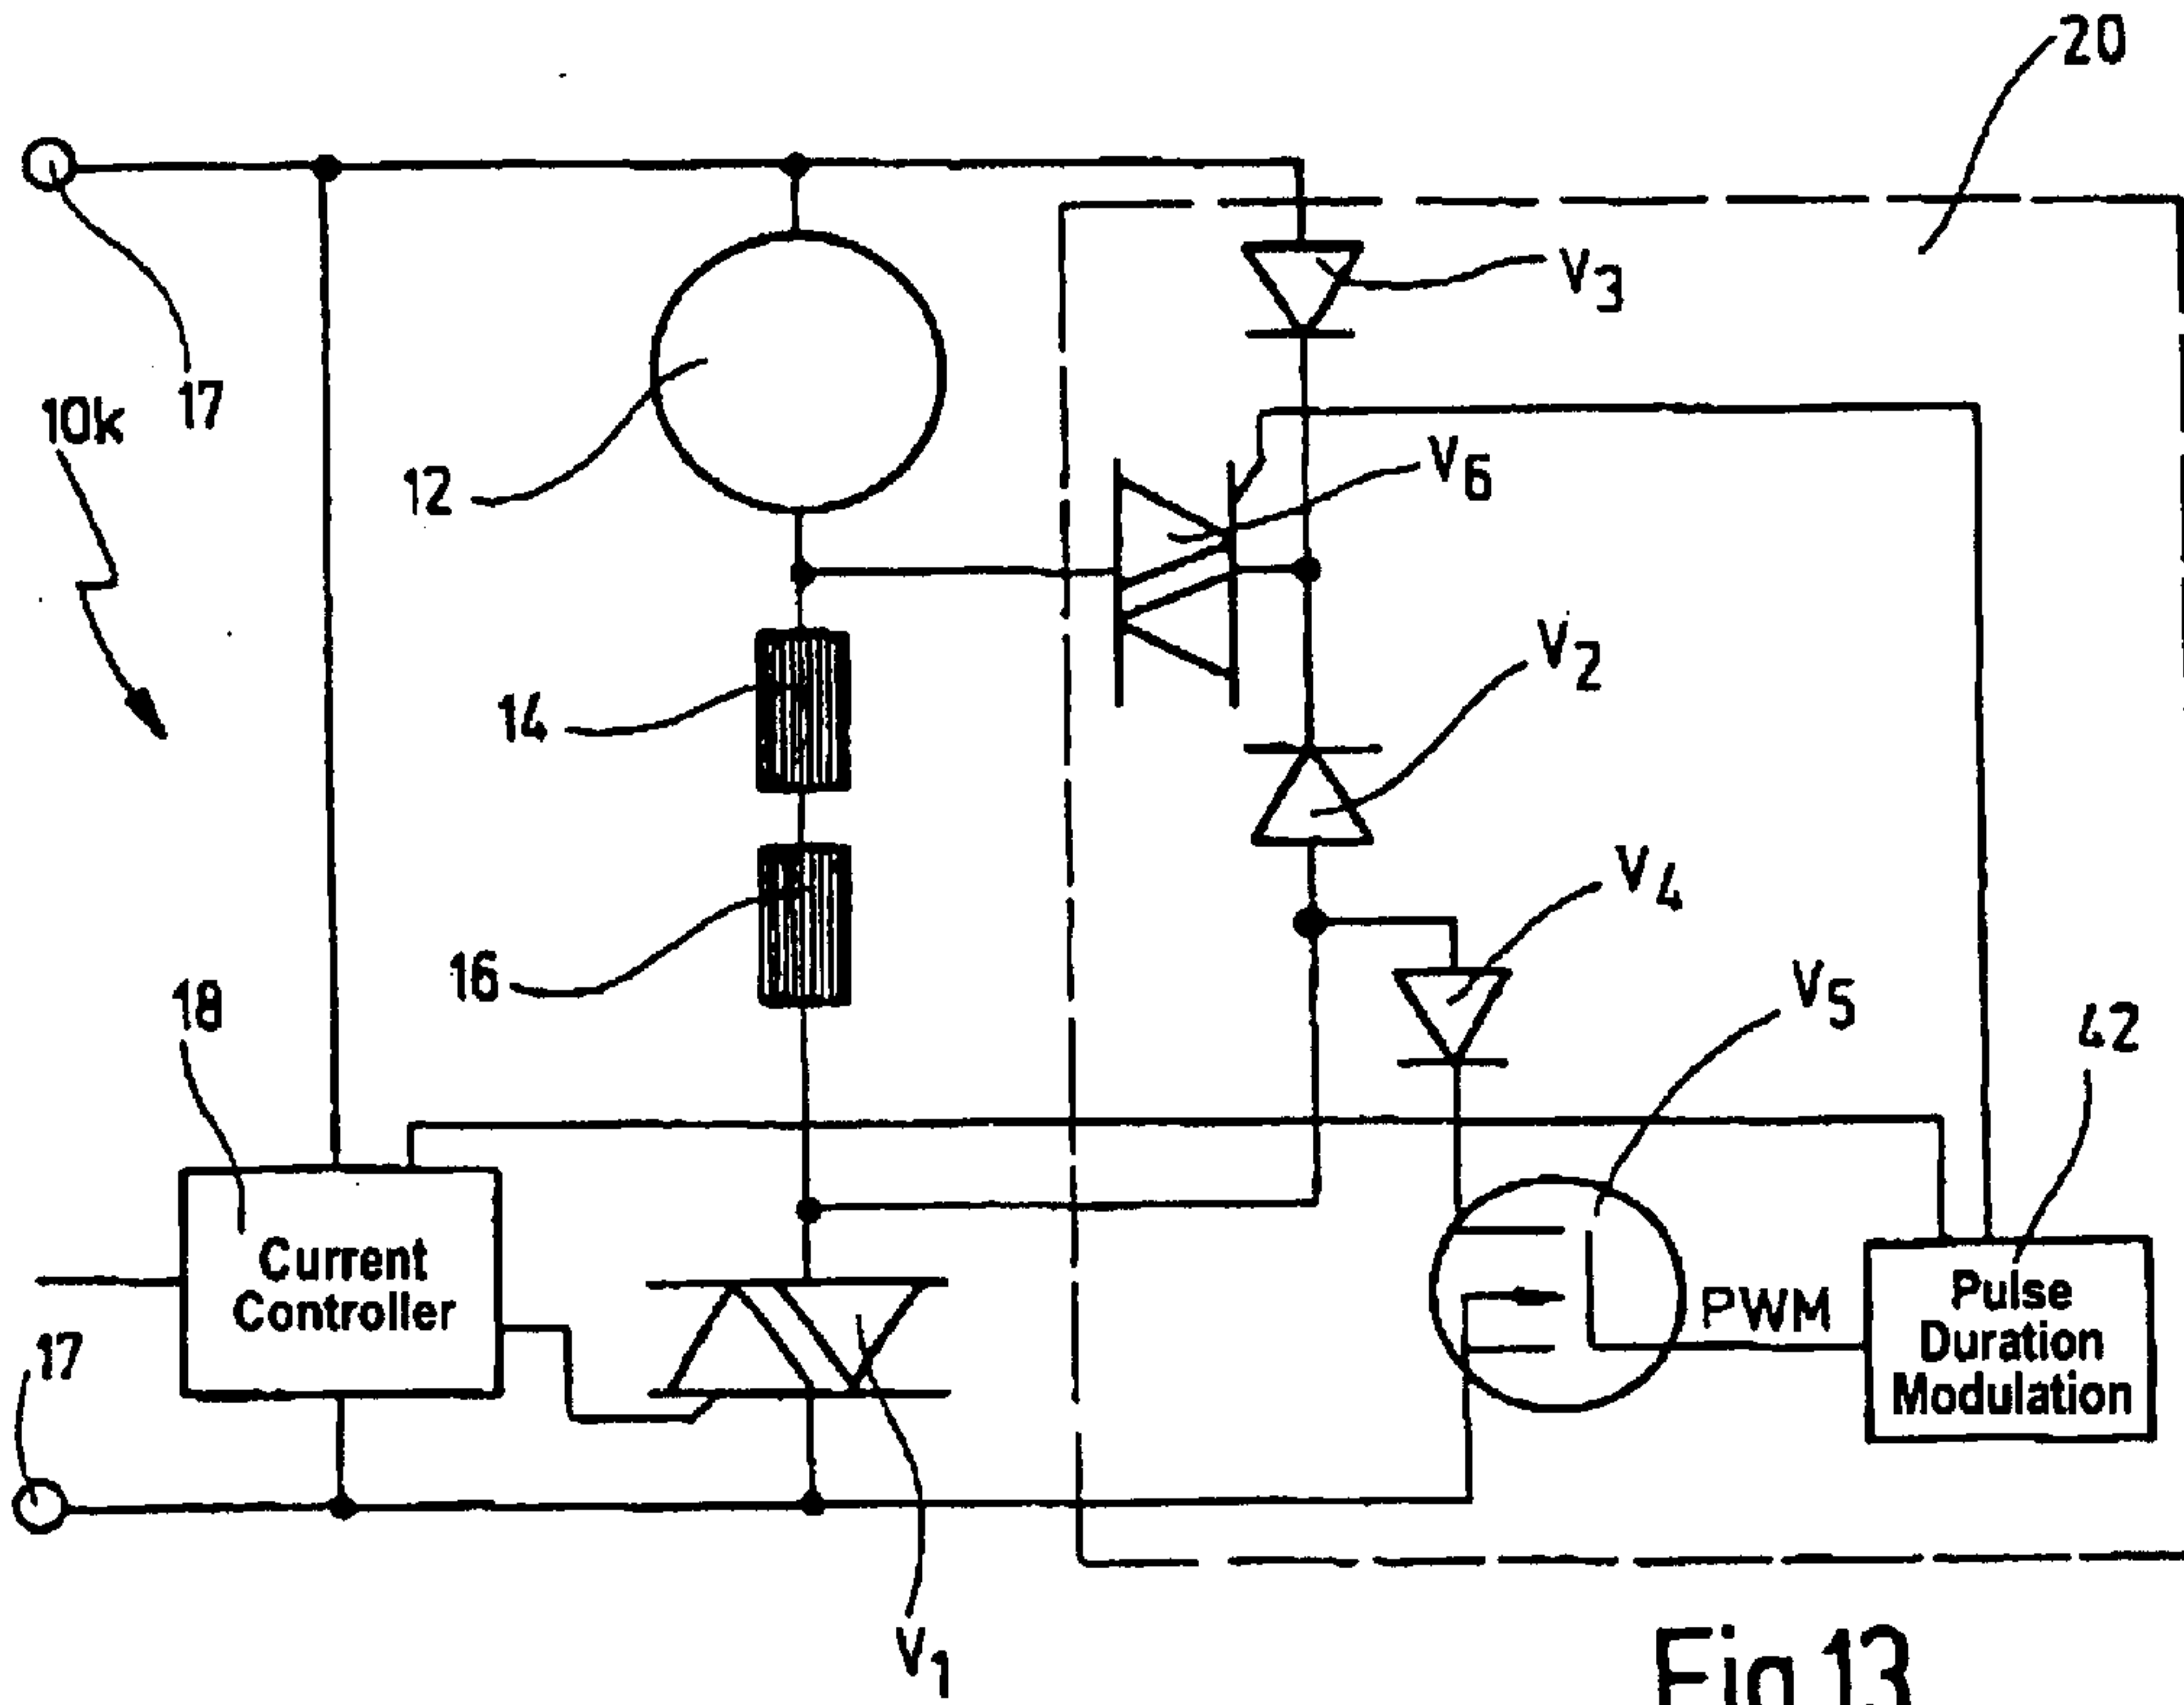 20
V3
17
10k
12
V6
V2
14
V4
16
V5
18
42
Current
Controller
PWM
Pulse
Duration
Modulation
17
V1
Fig.13